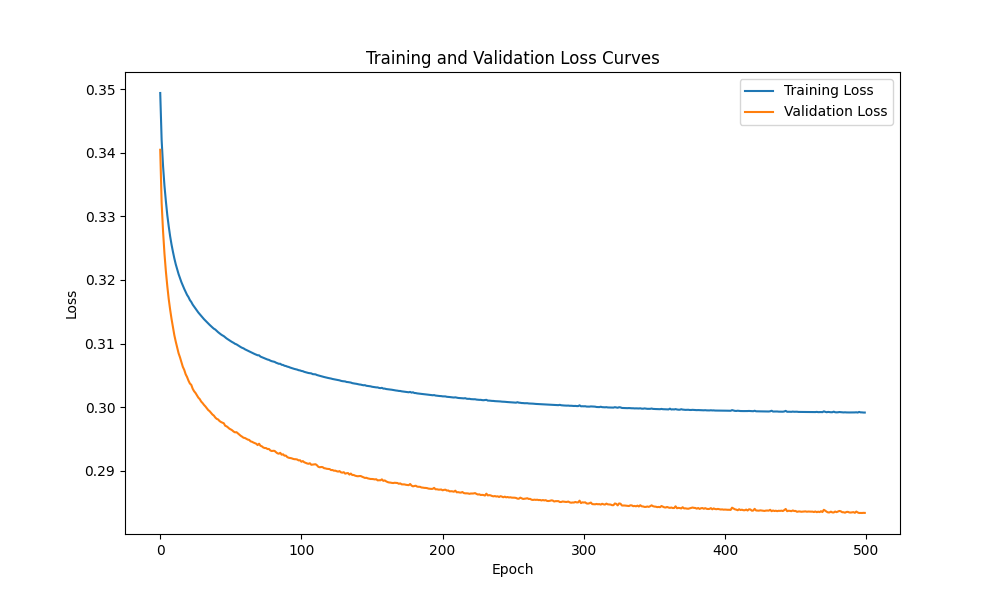 Training and Validation Loss Curves
Training Loss
Validation Loss
Loss
0.35
0.34
0.33
0.32
0.31
0.30
0.29
0
100
200
300
400
500
Epoch